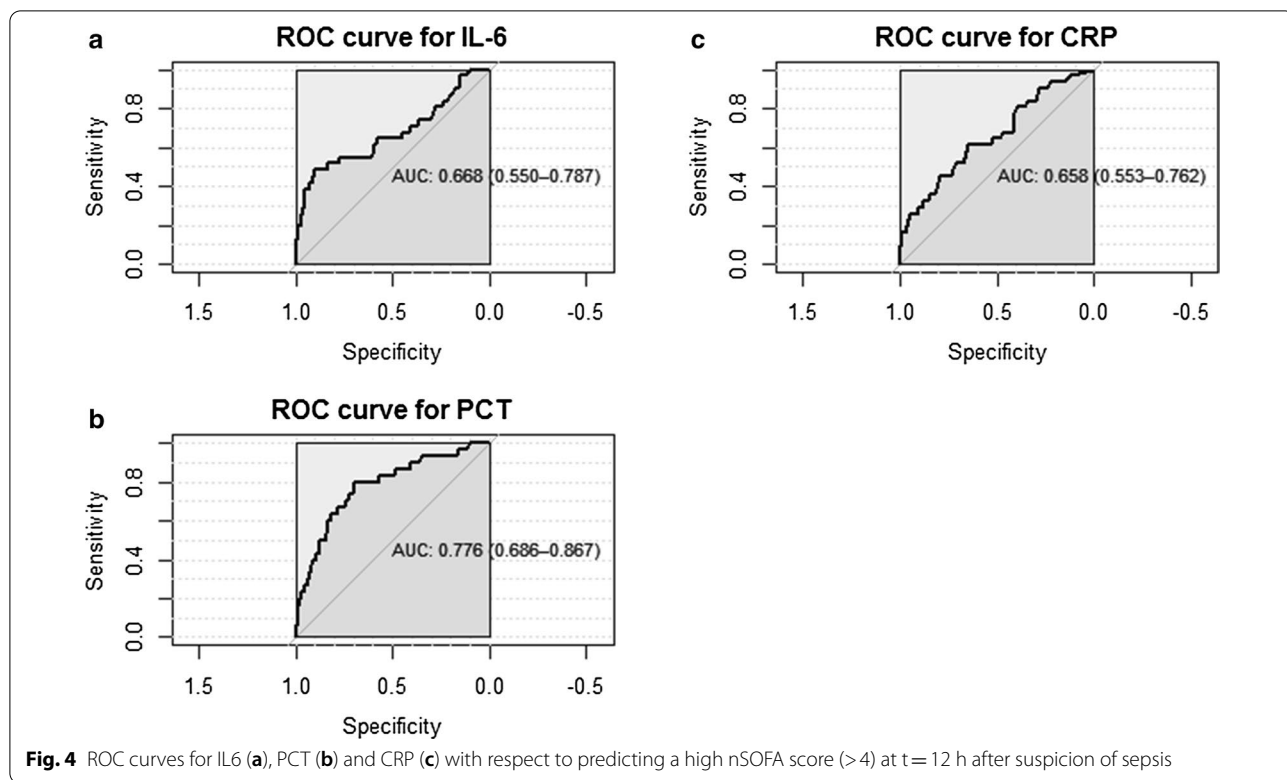 a
ROC curve for IL-6
Sensitivity
0.8
0.4
0.0
AUC: 0.668 (0.550–0.787)
1.5 1.0 0.5 0.0 -0.5
Specificity
c
ROC curve for CRP
Sensitivity
0.8
0.4
0.0
AUC: 0.658 (0.553–0.762)
1.5 1.0 0.5 0.0 -0.5
Specificity
b
ROC curve for PCT
Sensitivity
0.8
0.4
0.0
AUC: 0.776 (0.686–0.867)
1.5 1.0 0.5 0.0 -0.5
Specificity
Fig. 4 ROC curves for IL6 (a), PCT (b) and CRP (c) with respect to predicting a high nSOFA score (> 4) at t = 12 h after suspicion of sepsis